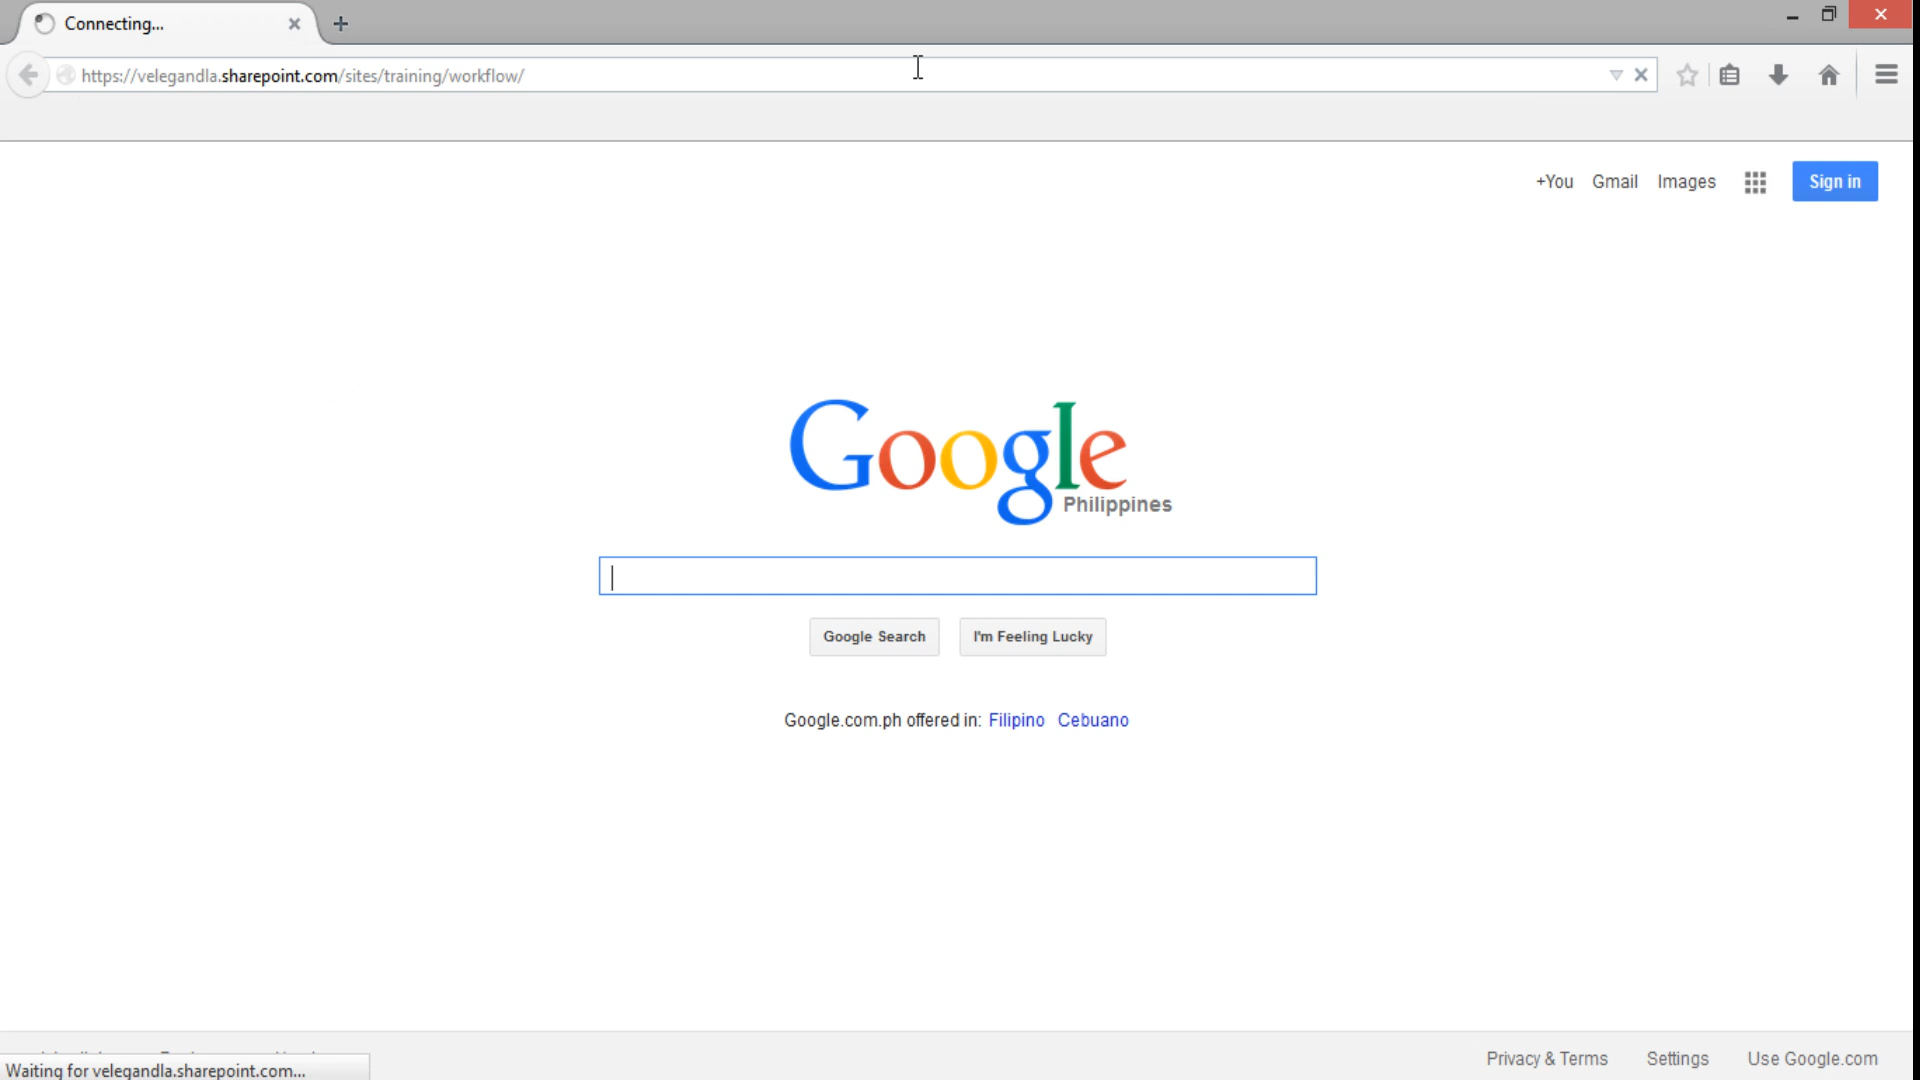 Connecting...
https://velegandla.sharepoint.com/sites/training/workflow/
+You Gmail Images Sign in
Google
Philippines
Google Search I'm Feeling Lucky
Google.com.ph offered in: Filipino Cebuano
Privacy & Terms Settings Use Google.com
Waiting for velegandla.sharepoint.com...